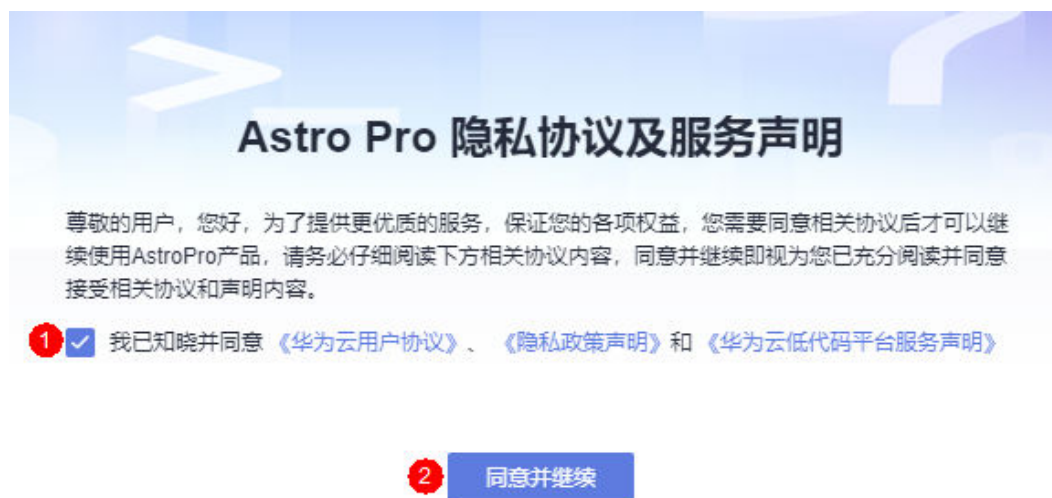 Astro Pro 隐私协议及服务声明
尊敬的用户，您好，为了提供更优质的服务，保证您的各项权益，您需要同意相关协议后才可以继
续使用AstroPro产品，请务必仔细阅读下方相关协议内容，同意并继续即视为您已充分阅读并同意
接受相关协议和声明内容。
1 我已知晓并同意 《华为云用户协议》、 《隐私政策声明》和 《华为云低代码平台服务声明》
2 同意并继续